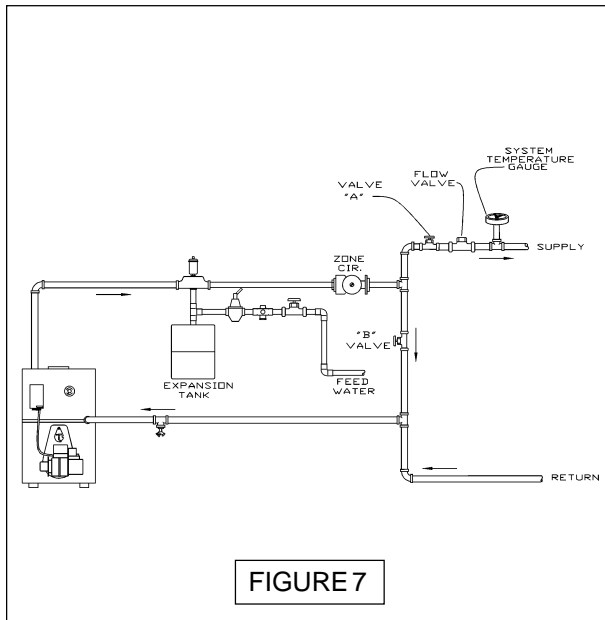 SYSTEM
TEMPERATURE
GAUGE
FLOW
VALVE
VALVE
"A"
SUPPLY
ZONE
CIR.
"B"
VALVE
EXPANSION
TANK
FEED
WATER
RETURN
FIGURE 7